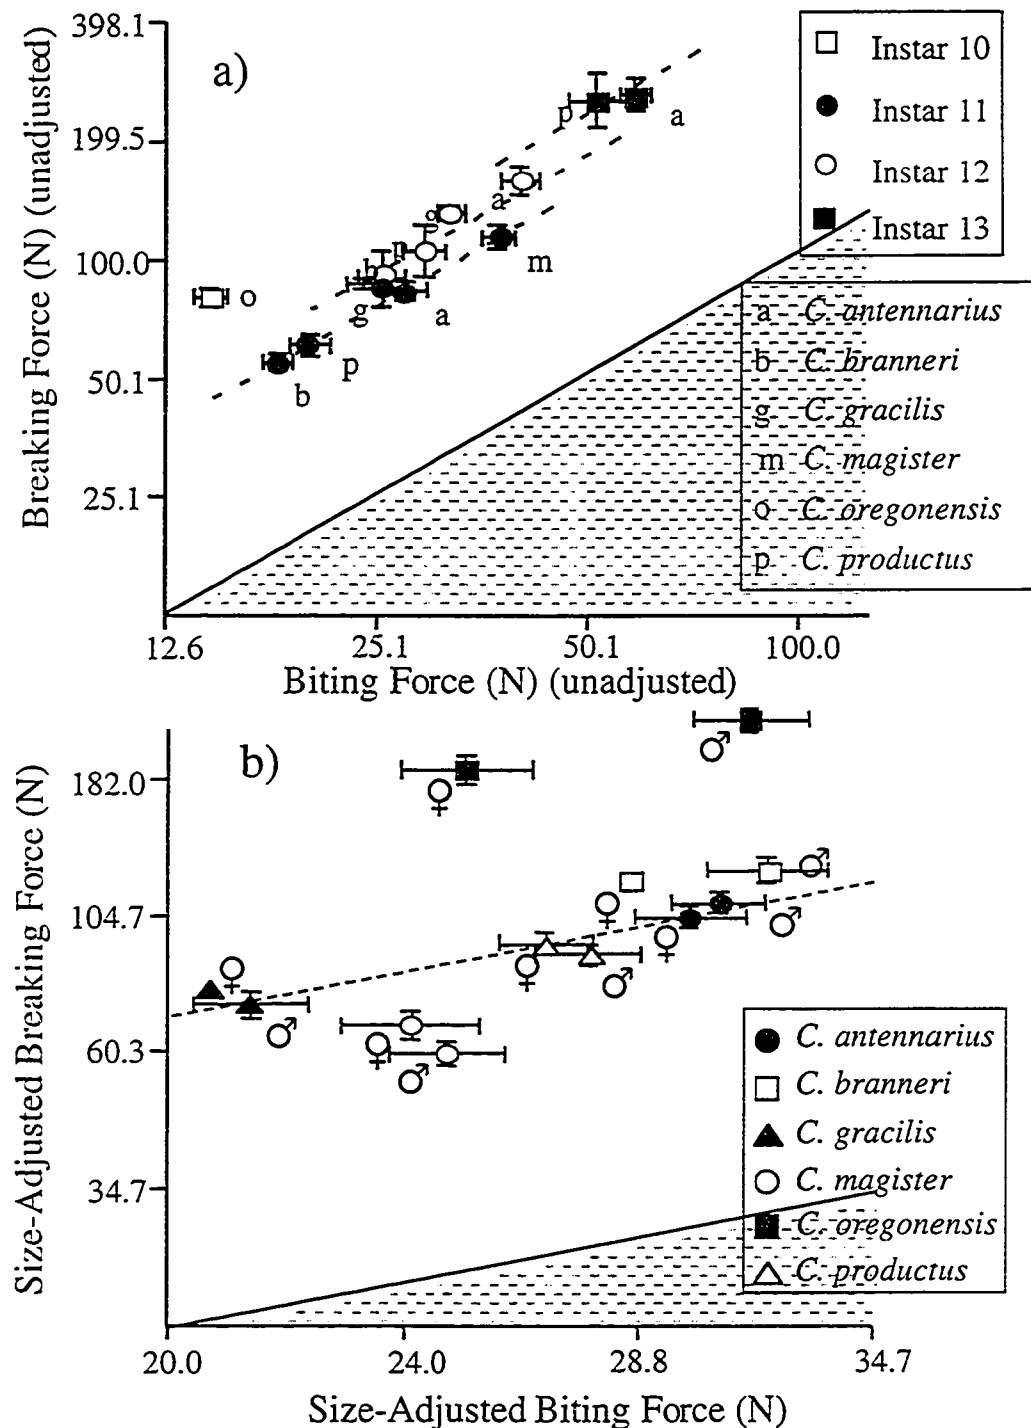 a)
Breaking Force (N) (unadjusted)
398.1
199.5
100.0
50.1
25.1
12.6
25.1
50.1
100.0
Biting Force (N) (unadjusted)
Instar 10
Instar 11
Instar 12
Instar 13
a C. antennarius
b C. branneri
g C. gracilis
m C. magister
o C. oregonensis
p C. productus
p
a
a
g
m
o
g
a
p
b
b)
Size-Adjusted Breaking Force (N)
182.0
104.7
60.3
34.7
20.0
24.0
28.8
34.7
Size-Adjusted Biting Force (N)
♂
♀
♂
♀
♂
♀
♀
♂
♀
♂
♀
♂
C. antennarius
C. branneri
C. gracilis
C. magister
C. oregonensis
C. productus